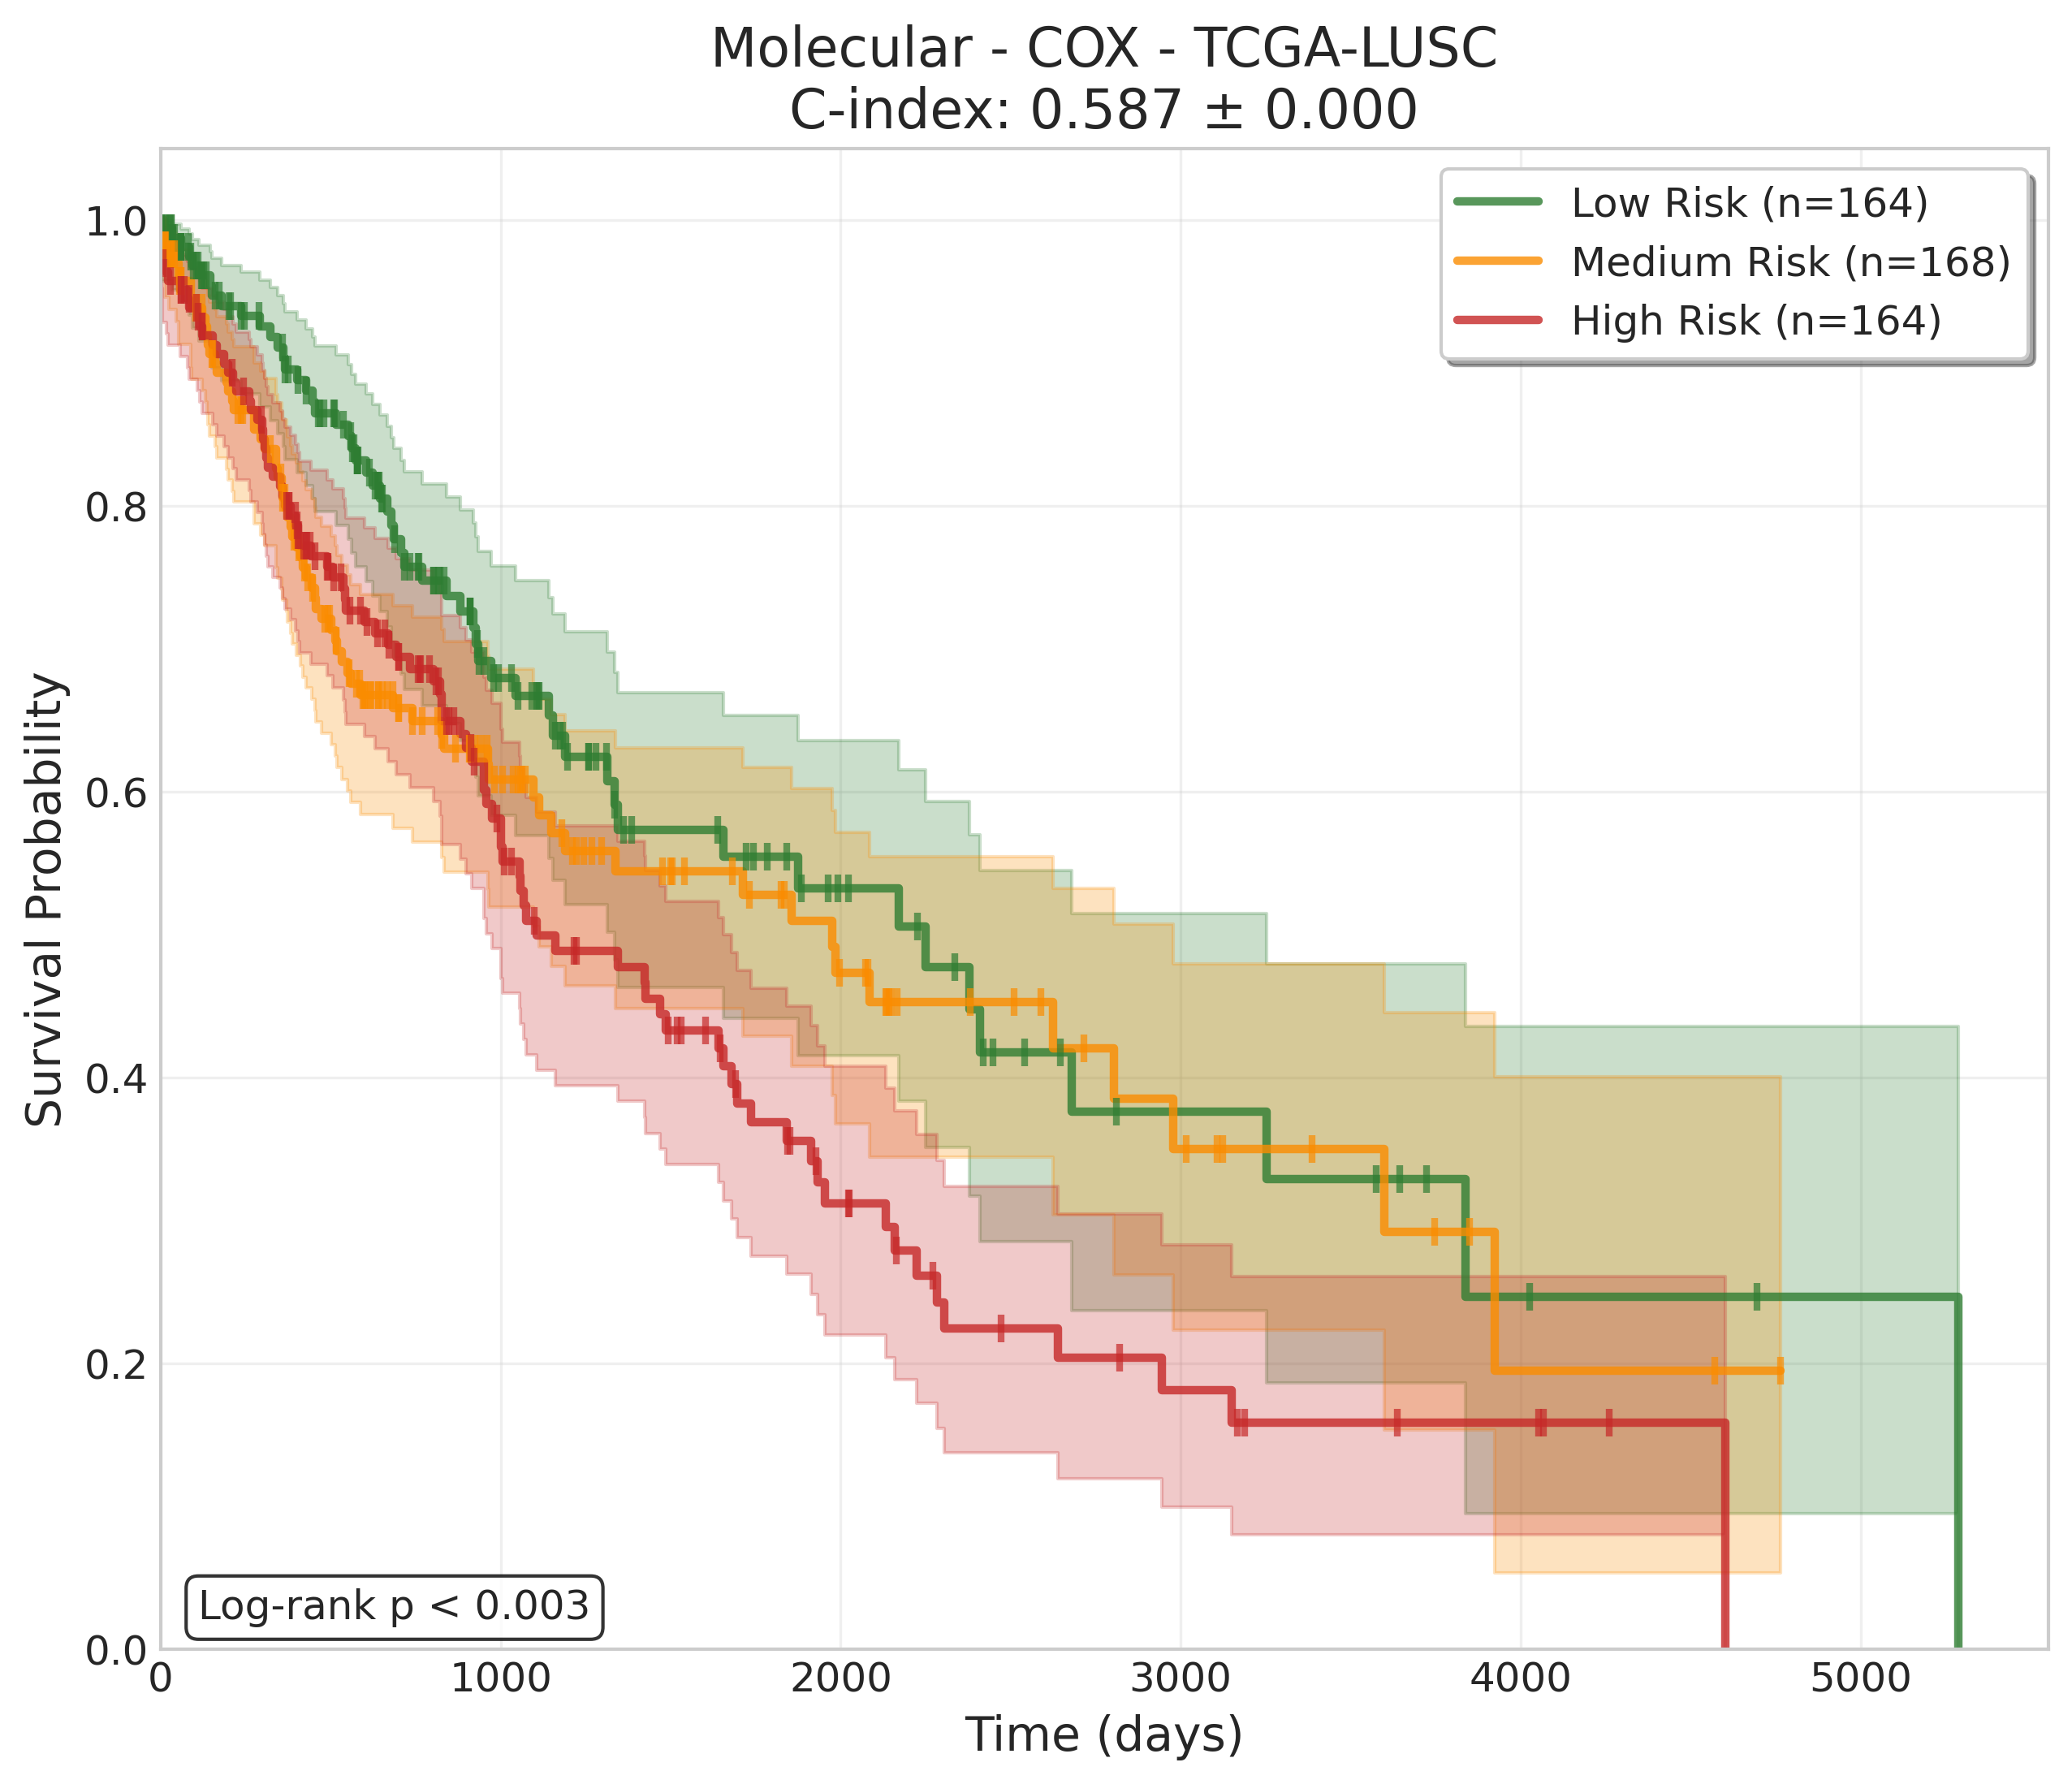 Molecular - COX - TCGA-LUSC
C-index: 0.587 ± 0.000
Low Risk (n=164)
Medium Risk (n=168)
High Risk (n=164)
Survival Probability
1.0
0.8
0.6
0.4
0.2
0.0
Log-rank p < 0.003
0 1000 2000 3000 4000 5000
Time (days)